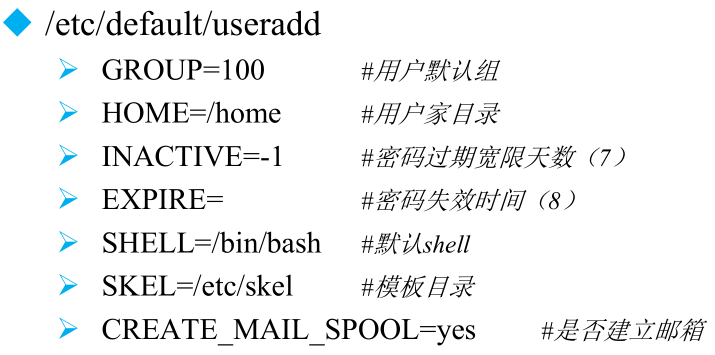 /etc/default/useradd
GROUP=100 #用户默认组
HOME=/home #用户家目录
INACTIVE=-1 #密码过期宽限天数（7）
EXPIRE= #密码失效时间（8）
SHELL=/bin/bash #默认shell
SKEL=/etc/skel #模板目录
CREATE_MAIL_SPOOL=yes #是否建立邮箱